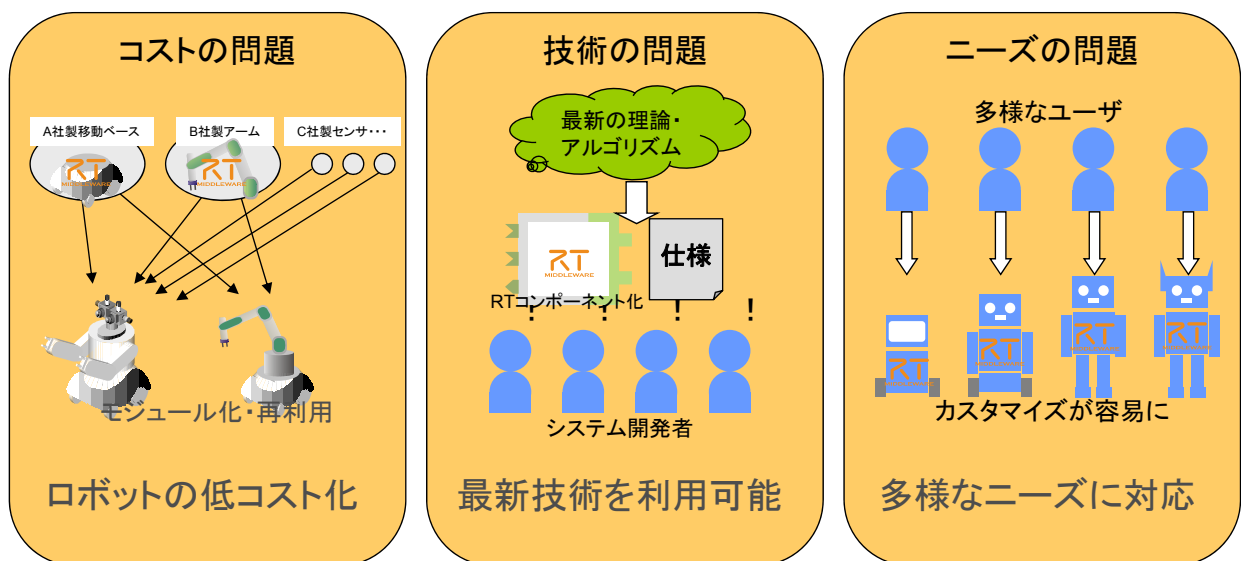 コストの問題
A社製移動ベース
B社製アーム
C社製センサ・・・
RT
MIDDLEWARE
RT
MIDDLEWARE
モジュール化・再利用
ロボットの低コスト化
技術の問題
最新の理論・
アルゴリズム
RT
MIDDLEWARE
仕様
RTコンポーネント化
! ! ! !
システム開発者
最新技術を利用可能
ニーズの問題
多様なユーザ
RT
RT
RT
RT
カスタマイズが容易に
多様なニーズに対応